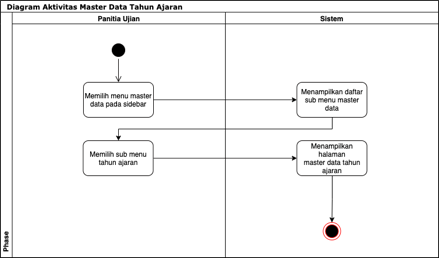 Diagram Aktivitas Master Data Tahun Ajaran
Panitia Ujian
Sistem
Memilih menu master
data pada sidebar
Menampilkan daftar
sub menu master
data
Memilih sub menu
tahun ajaran
Menampilkan
halaman
master data tahun
ajaran
Phase